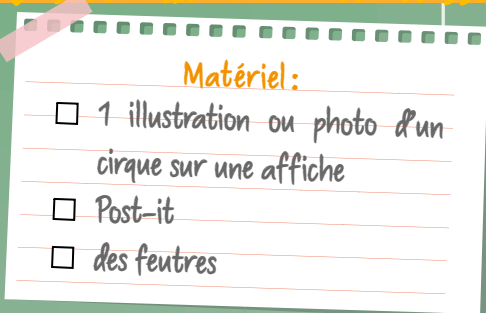 Matériel :
1 illustration ou photo d'un
cirque sur une affiche
Post-it
des feutres